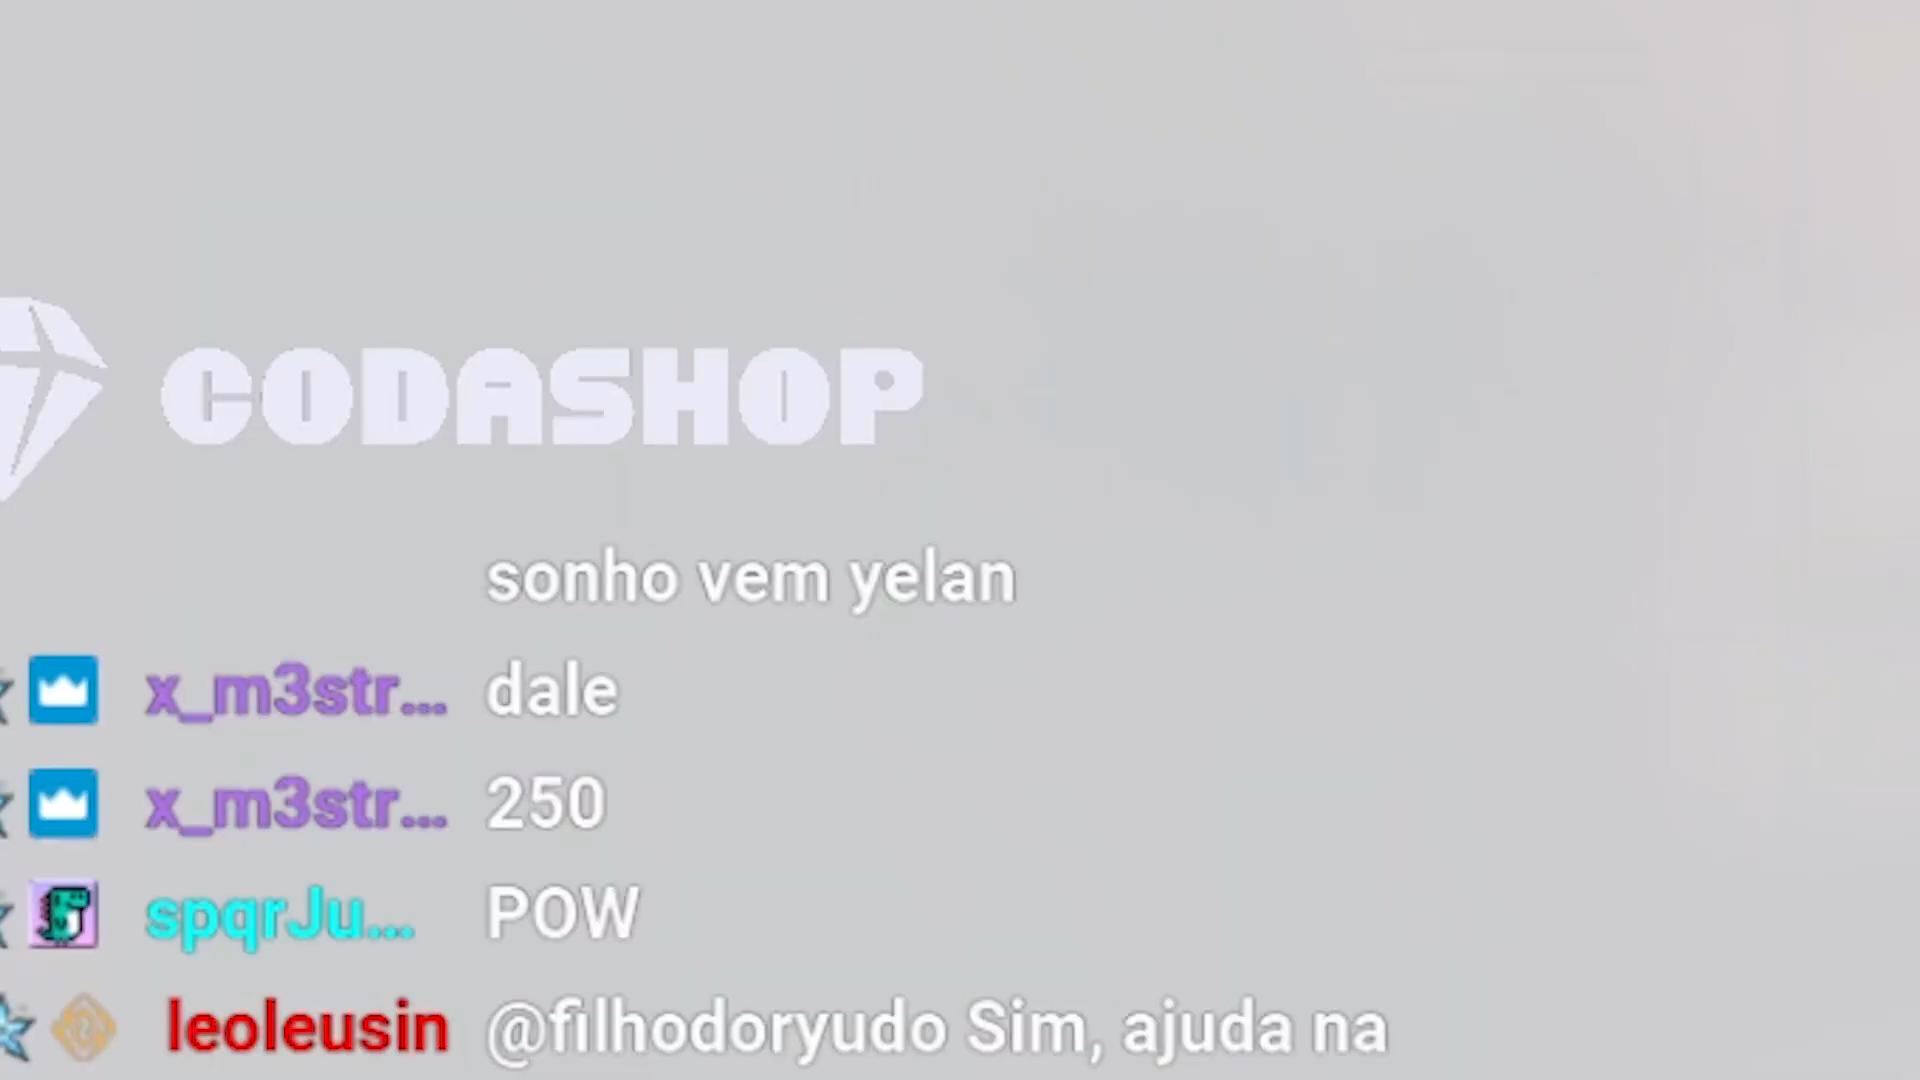 CODASHOP
sonho vem yelan
x_m3str... dale
x_m3str... 250
spqrJu... POW
leoleusin @filhodoryudo Sim, ajuda na